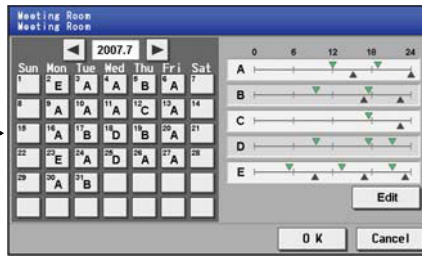 Meeting Room
Meeting Room
2007.7
Sun Mon Tue Wed Thu Fri Sat
1 2 E 3 A 4 A 5 B 6 A 7
8 9 A 10 A 11 A 12 C 13 A 14
15 16 A 17 B 18 D 19 B 20 A 21
22 23 E 24 A 25 D 26 A 27 A 28
29 30 A 31 B
0 6 12 18 24
A
B
C
D
E
Edit
OK Cancel